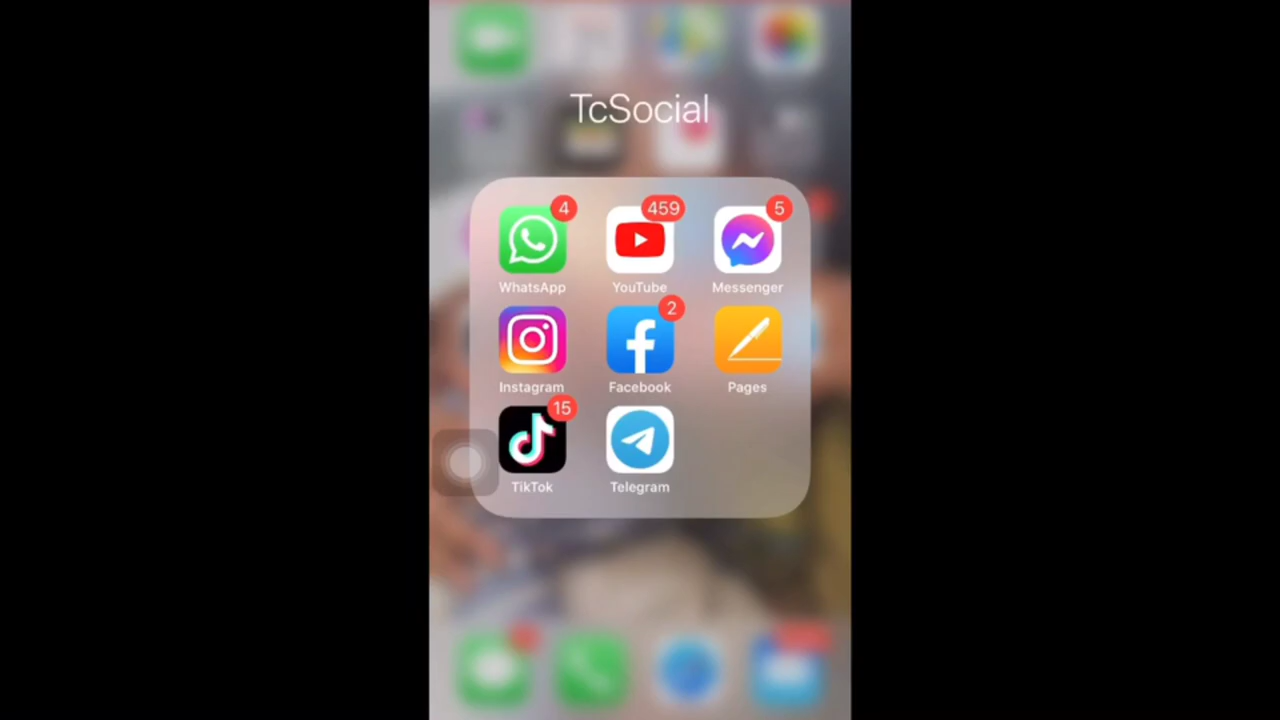 TcSocial
4 459 5
WhatsApp YouTube Messenger
2
Instagram Facebook Pages
15
TikTok Telegram